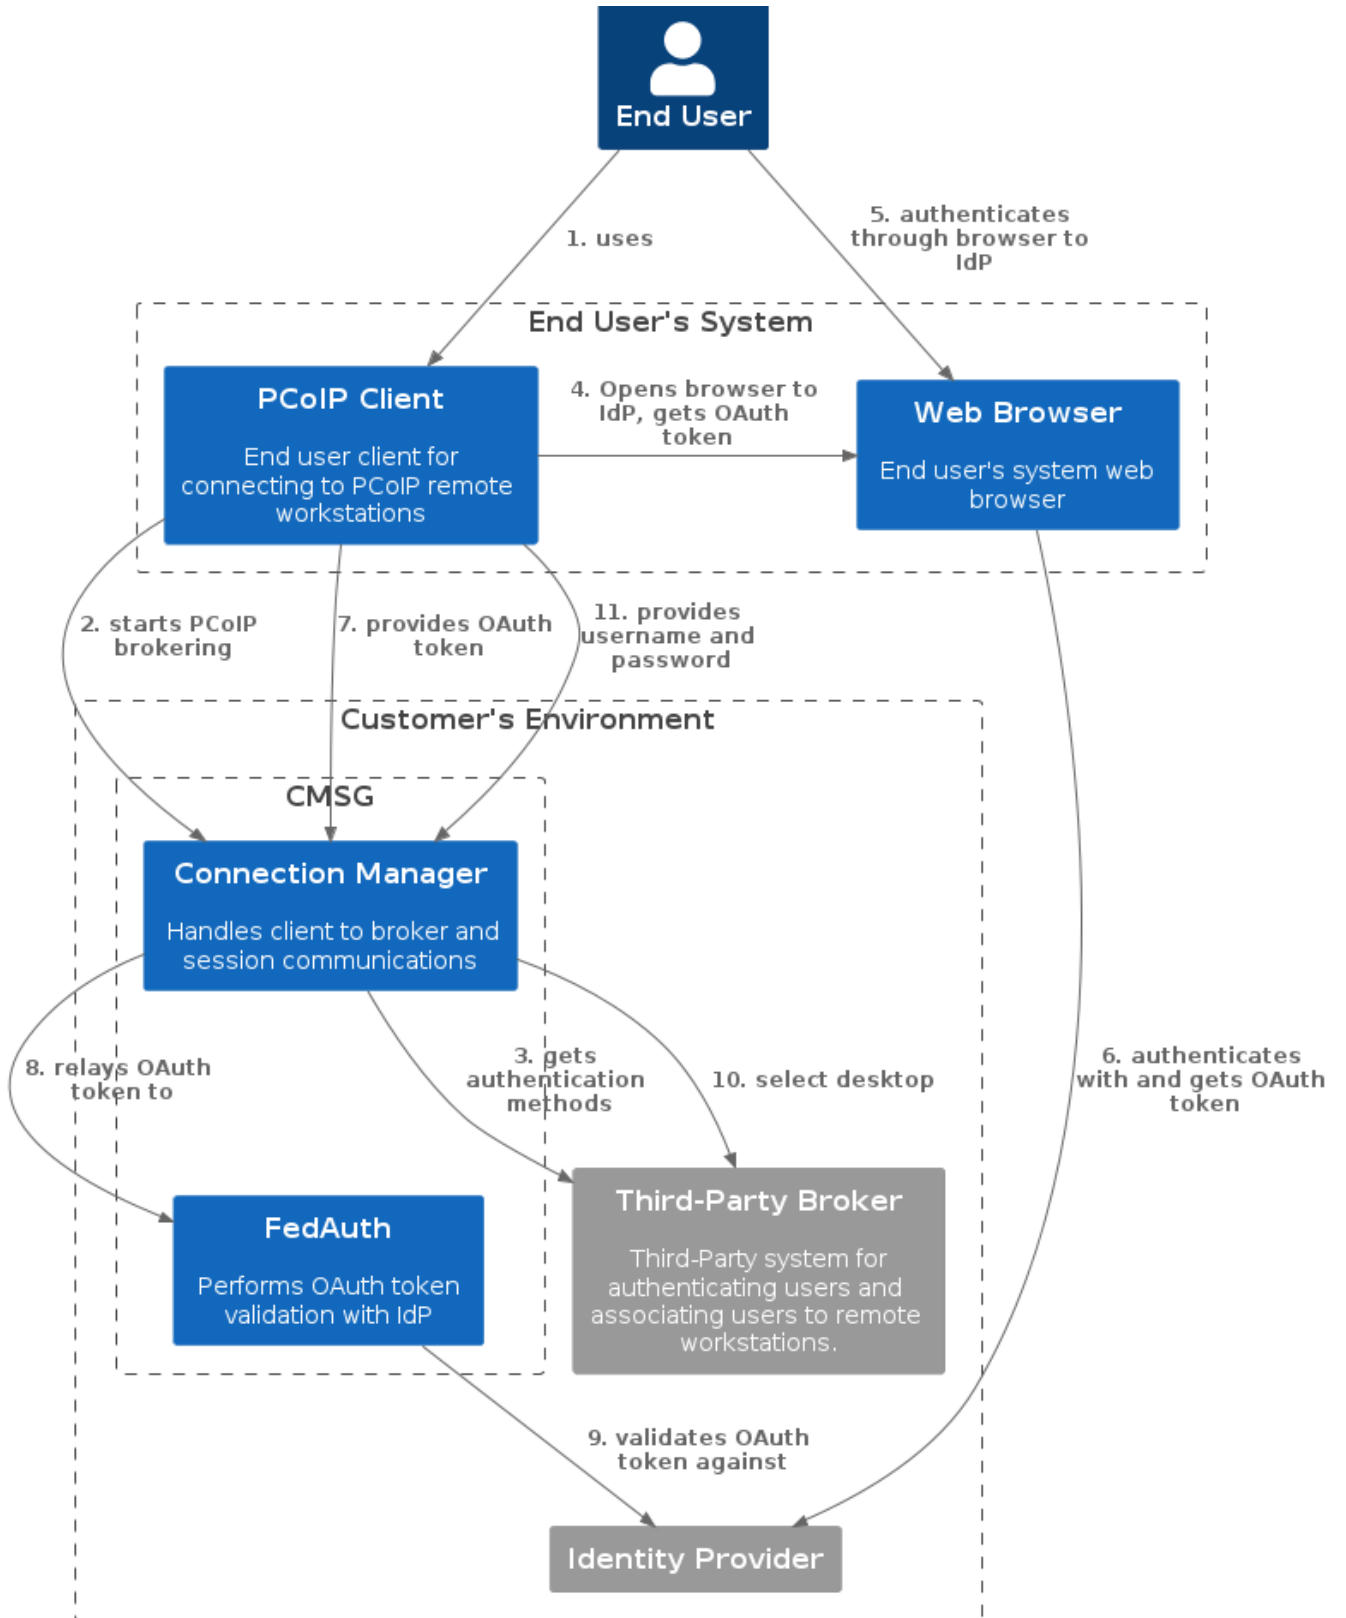 End User
1. uses
5. authenticates
through browser to
IdP
End User's System
PCoIP Client
End user client for
connecting to PCoIP remote
workstations
4. Opens browser to
IdP, gets OAuth
token
Web Browser
End user's system web
browser
2. starts PCoIP
brokering
7. provides OAuth
token
11. provides
username and
password
Customer's Environment
CMSG
Connection Manager
Handles client to broker and
session communications
8. relays OAuth
token to
3. gets
authentication
methods
10. select desktop
6. authenticates
with and gets OAuth
token
FedAuth
Performs OAuth token
validation with IdP
Third-Party Broker
Third-Party system for
authenticating users and
associating users to remote
workstations.
9. validates OAuth
token against
Identity Provider